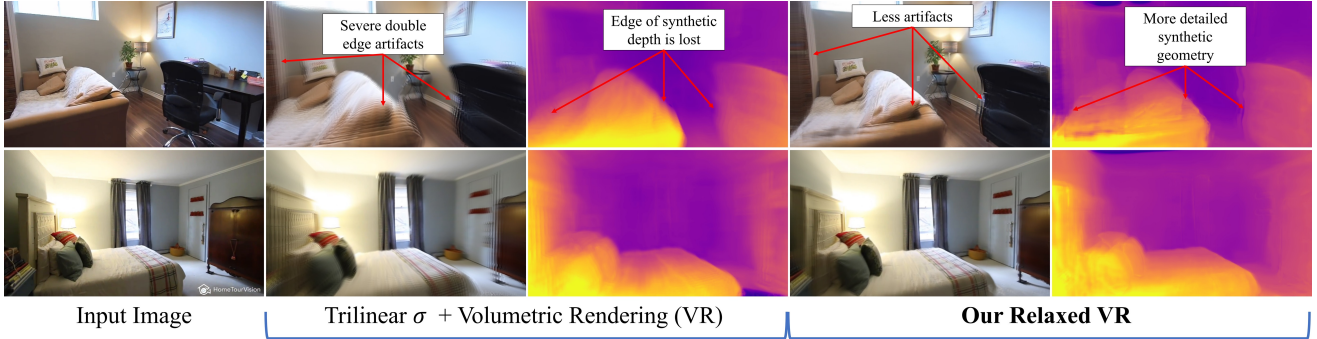 Severe double
edge artifacts
Edge of synthetic
depth is lost
Less artifacts
More detailed
synthetic
geometry
HomeTourVision
Input Image
Trilinear σ + Volumetric Rendering (VR)
Our Relaxed VR